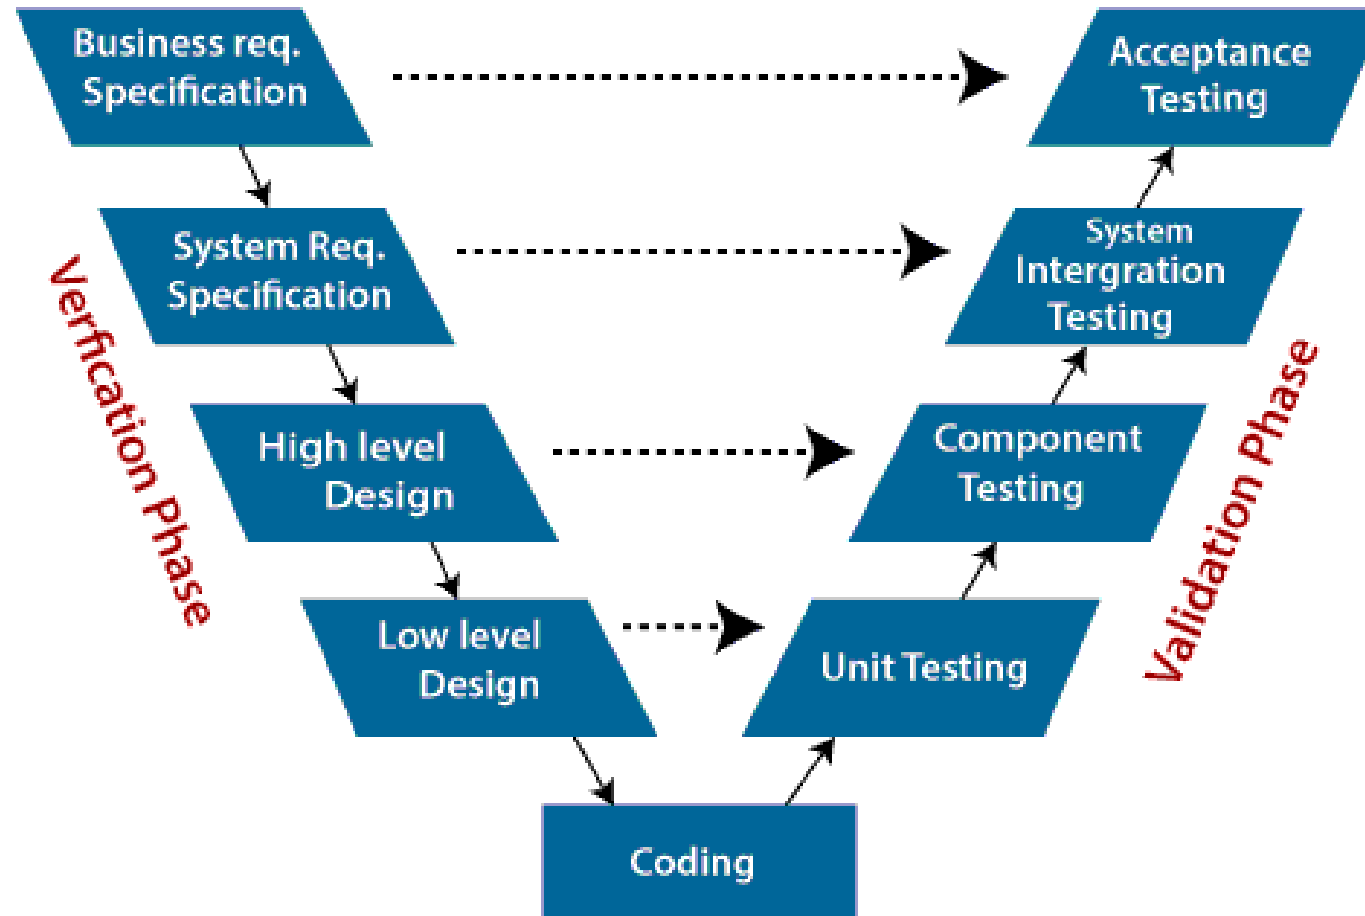 Business req.
Specification
Acceptance
Testing
System Req.
Specification
System
Intergration
Testing
Verfication Phase
High level
Design
Component
Testing
Validation Phase
Low level
Design
Unit Testing
Coding